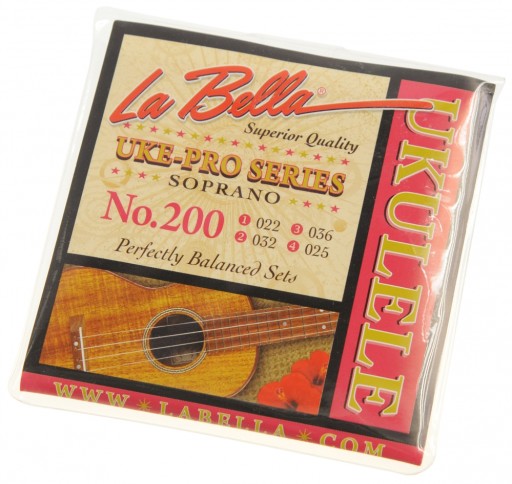 La Bella®
Superior Quality
UKE-PRO SERIES
SOPRANO
No.200
1 022 3 036
2 032 4 025
Perfectly Balanced Sets
UKULELE
WWW★LABELLA★COM